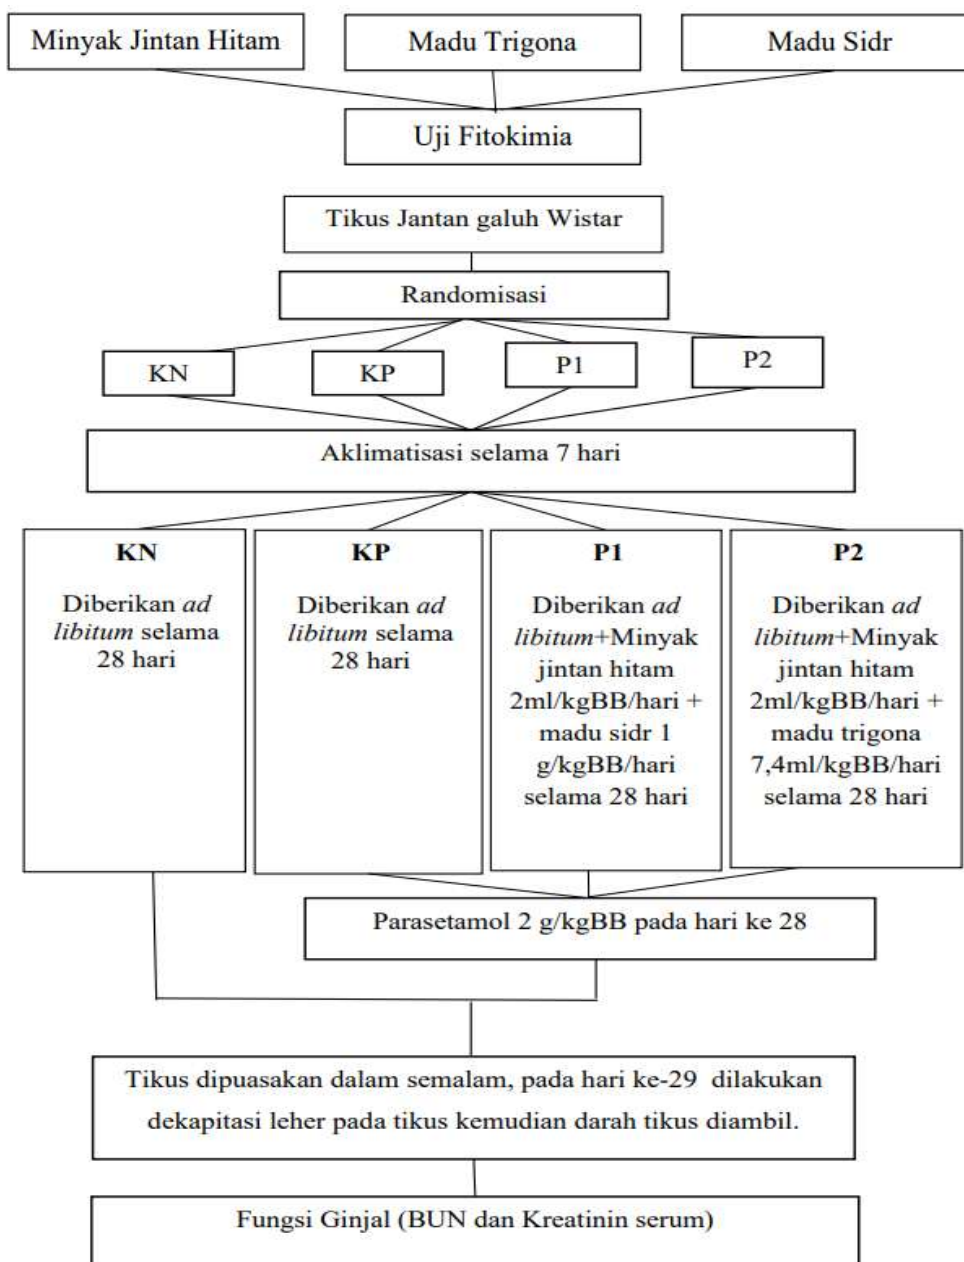 Minyak Jintan Hitam
Madu Trigona
Madu Sidr
Uji Fitokimia
Tikus Jantan galuh Wistar
Randomisasi
KN
KP
P1
P2
Aklimatisasi selama 7 hari
KN
Diberikan ad
libitum selama
28 hari
KP
Diberikan ad
libitum selama
28 hari
P1
Diberikan ad
libitum+Minyak
jintan hitam
2ml/kgBB/hari +
madu sidr 1
g/kgBB/hari
selama 28 hari
P2
Diberikan ad
libitum+Minyak
jintan hitam
2ml/kgBB/hari +
madu trigona
7,4ml/kgBB/hari
selama 28 hari
Parasetamol 2 g/kgBB pada hari ke 28
Tikus dipuasakan dalam semalam, pada hari ke-29 dilakukan
dekapitasi leher pada tikus kemudian darah tikus diambil.
Fungsi Ginjal (BUN dan Kreatinin serum)